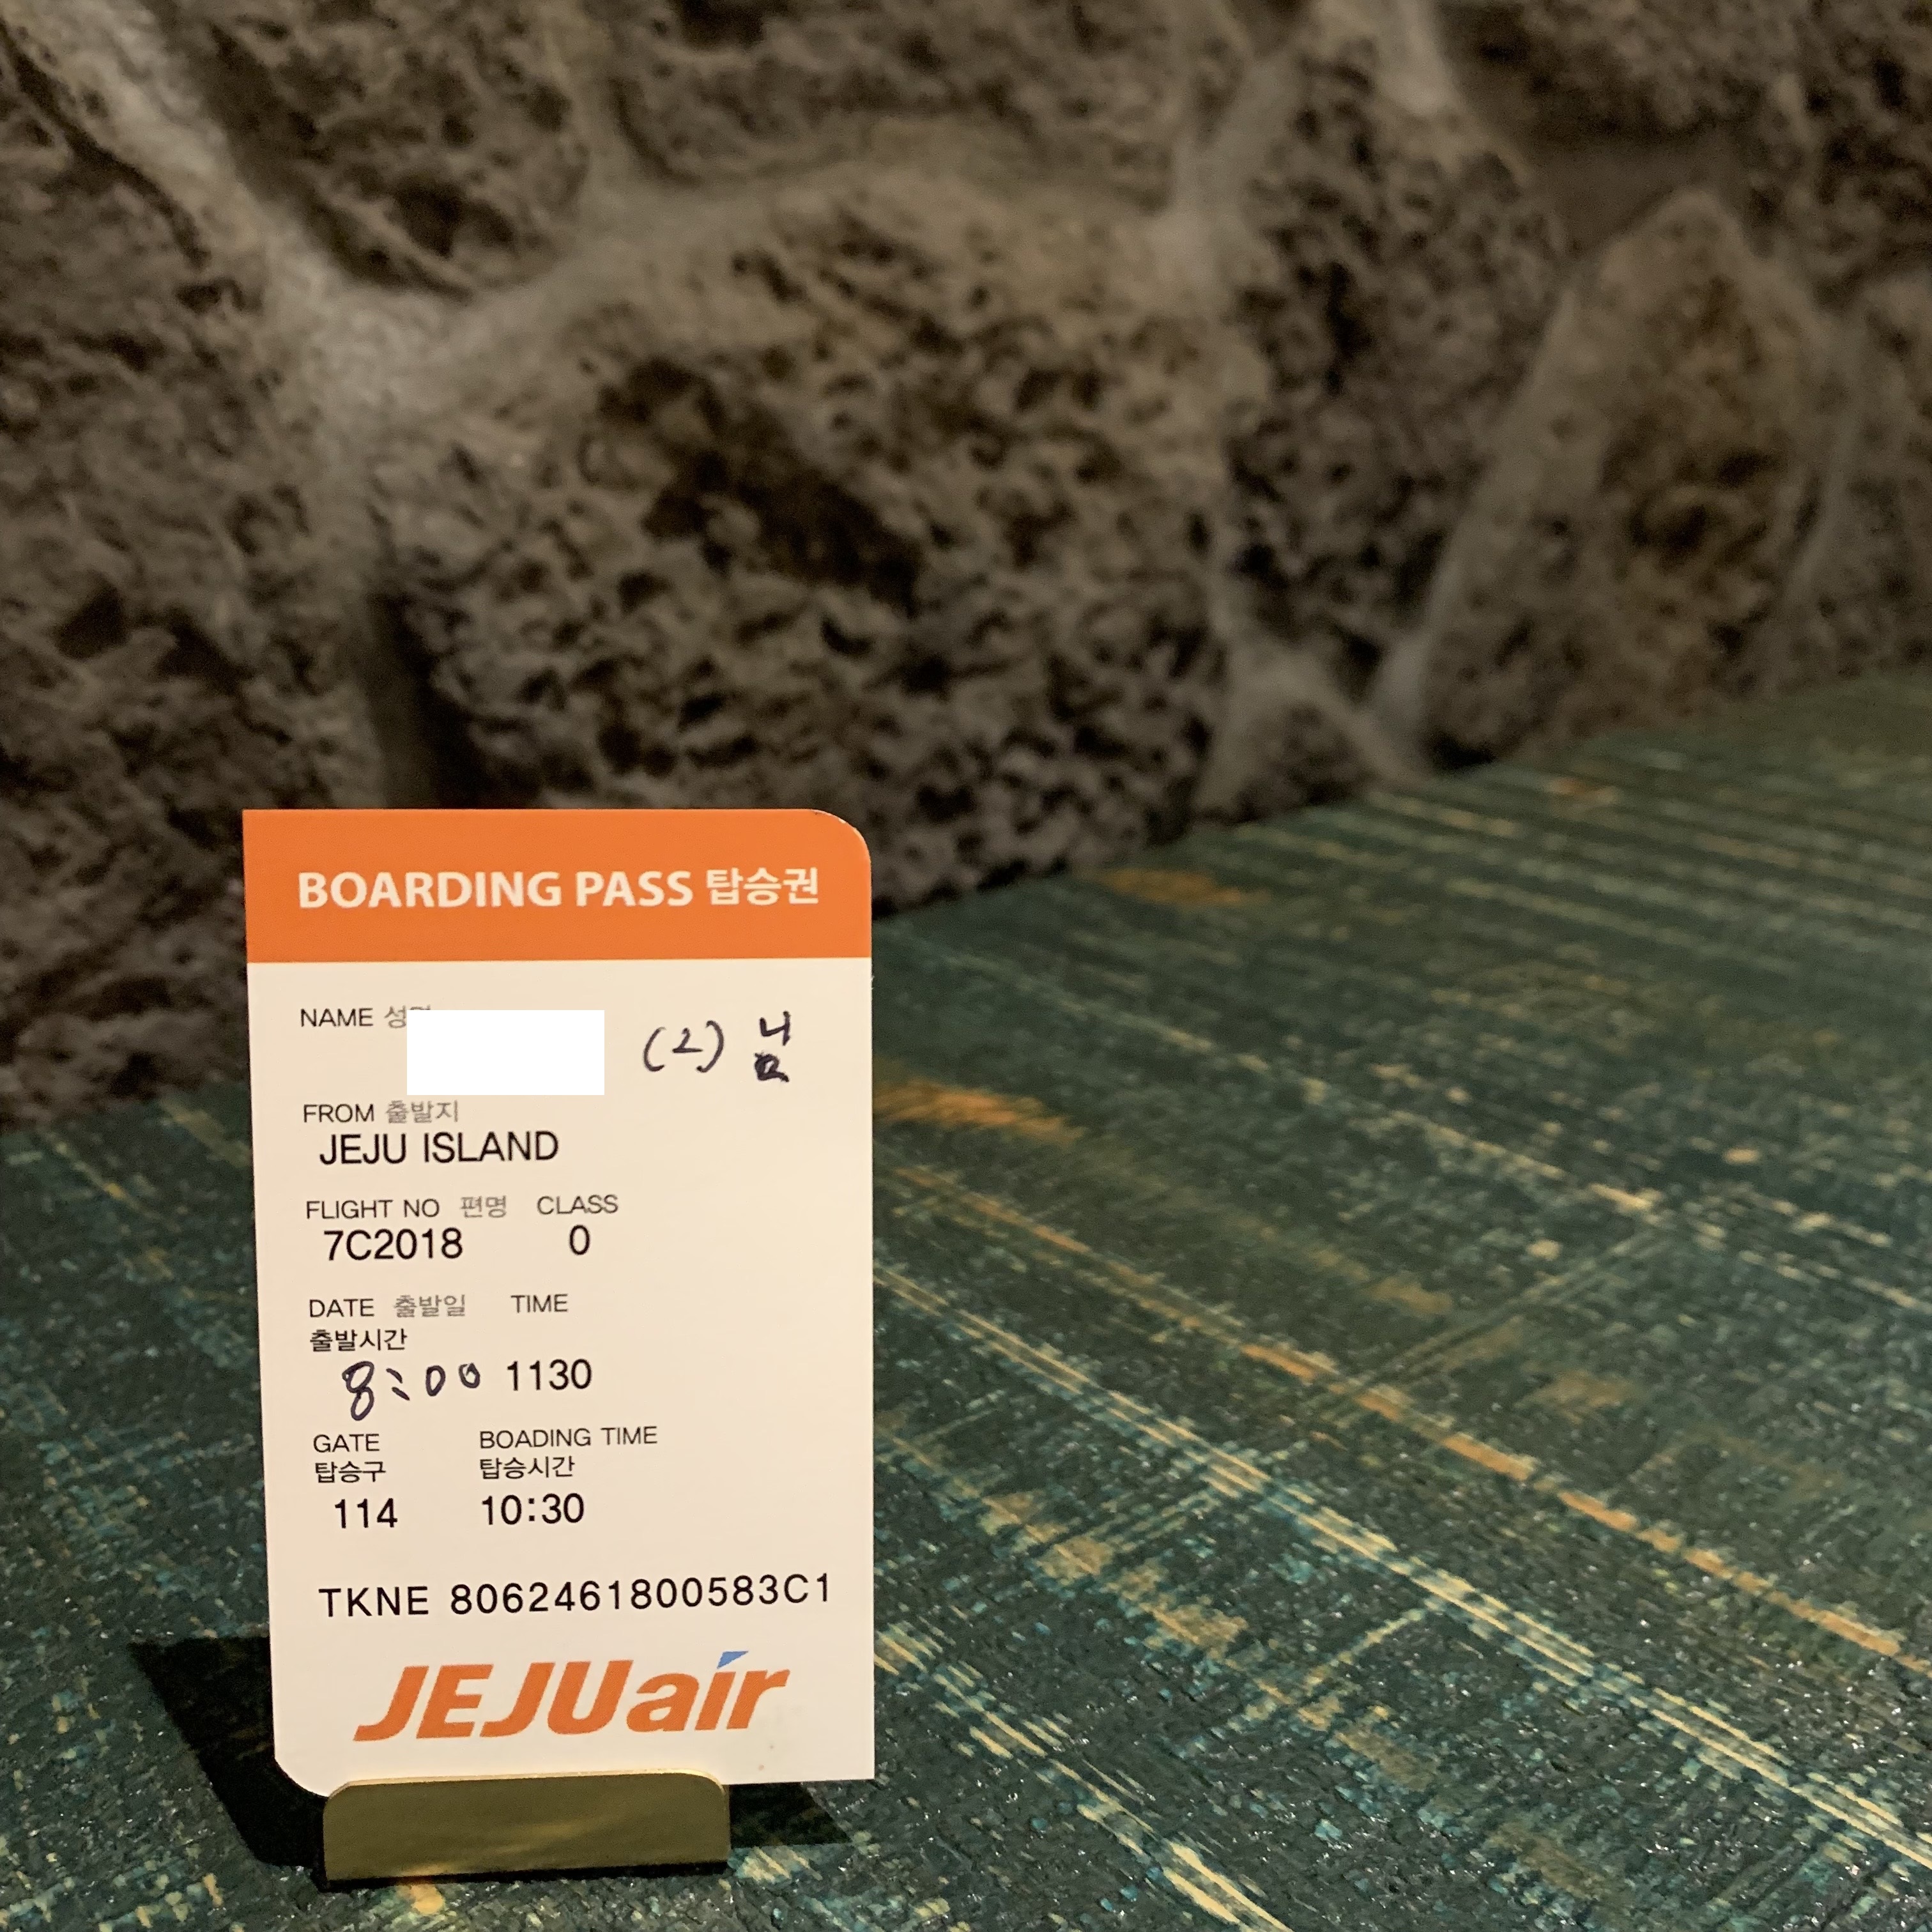 BOARDING PASS 탑승권
NAME 성
(2) 님
FROM 출발지
JEJU ISLAND
FLIGHT NO 편명 CLASS
7C2018 0
DATE 출발일 TIME
출발시간
8:00 1130
GATE BOADING TIME
탑승구 탑승시간
114 10:30
TKNE 8062461800583C1
JEJUair